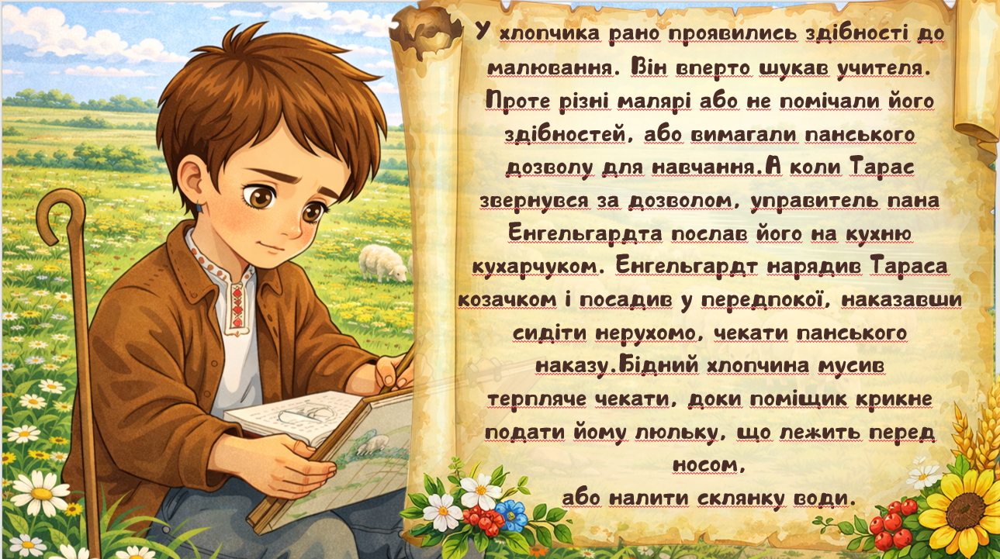 У хлопчика рано проявились здібності до
малювання. Він вперто шукав учителя.
Проте різні малярі або не помічали його
здібностей, або вимагали панського
дозволу для навчання.А коли Тарас
звернувся за дозволом, управитель пана
Енгельгардта послав його на кухню
кухарчуком. Енгельгардт нарядив Тараса
козачком і посадив у передпокої, наказавши
сидіти нерухомо, чекати панського
наказу.Бідний хлопчина мусив
терпляче чекати, доки поміщик крикне
подати йому люльку, що лежить перед
носом,
або налити склянку води.